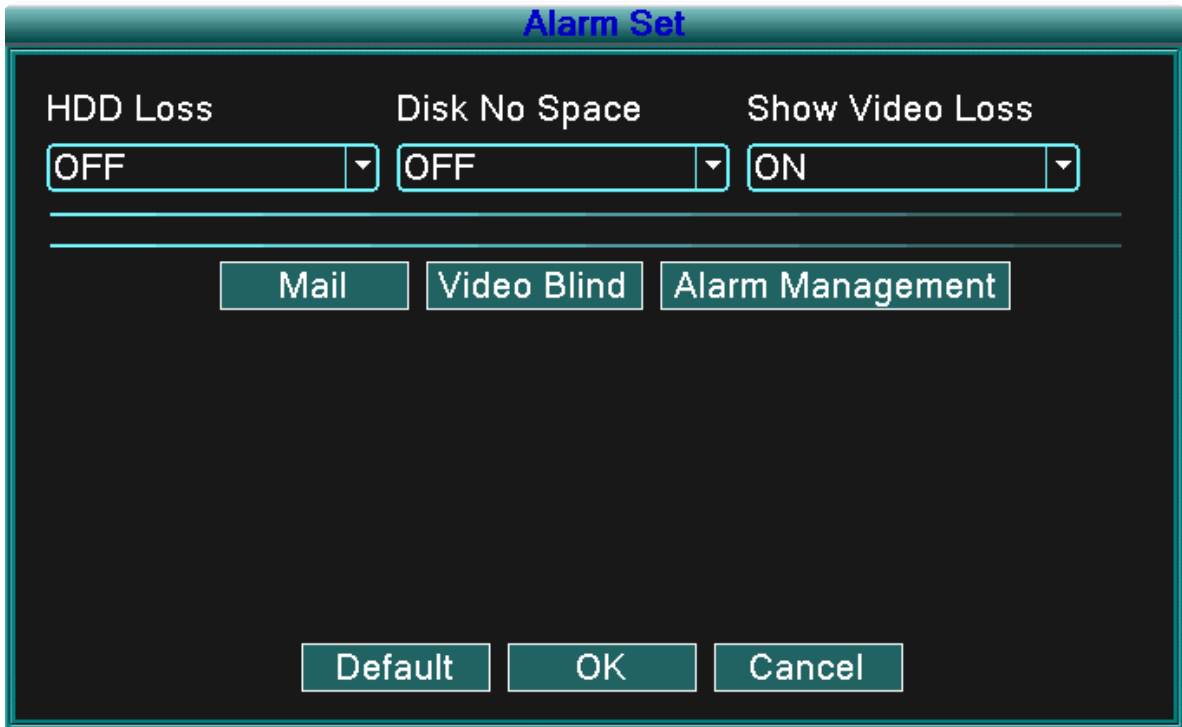 Alarm Set
HDD Loss Disk No Space Show Video Loss
OFF OFF ON
Mail Video Blind Alarm Management
Default OK Cancel